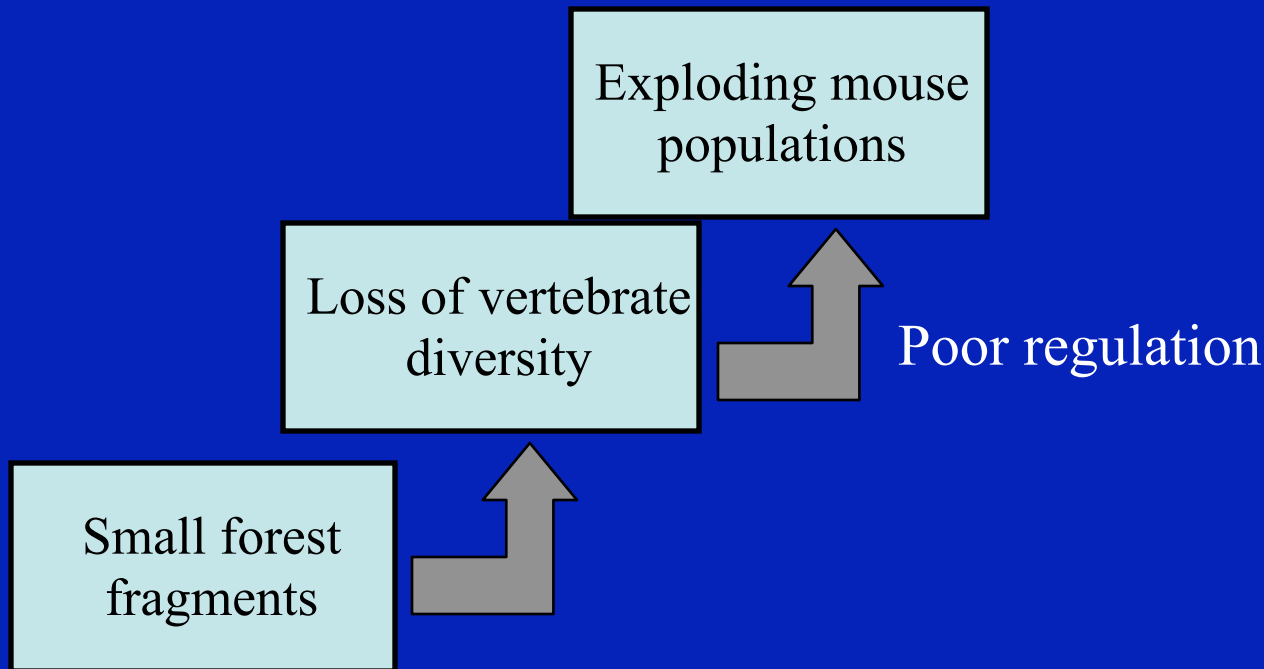 Exploding mouse
populations
Loss of vertebrate
diversity
Poor regulation
Small forest
fragments